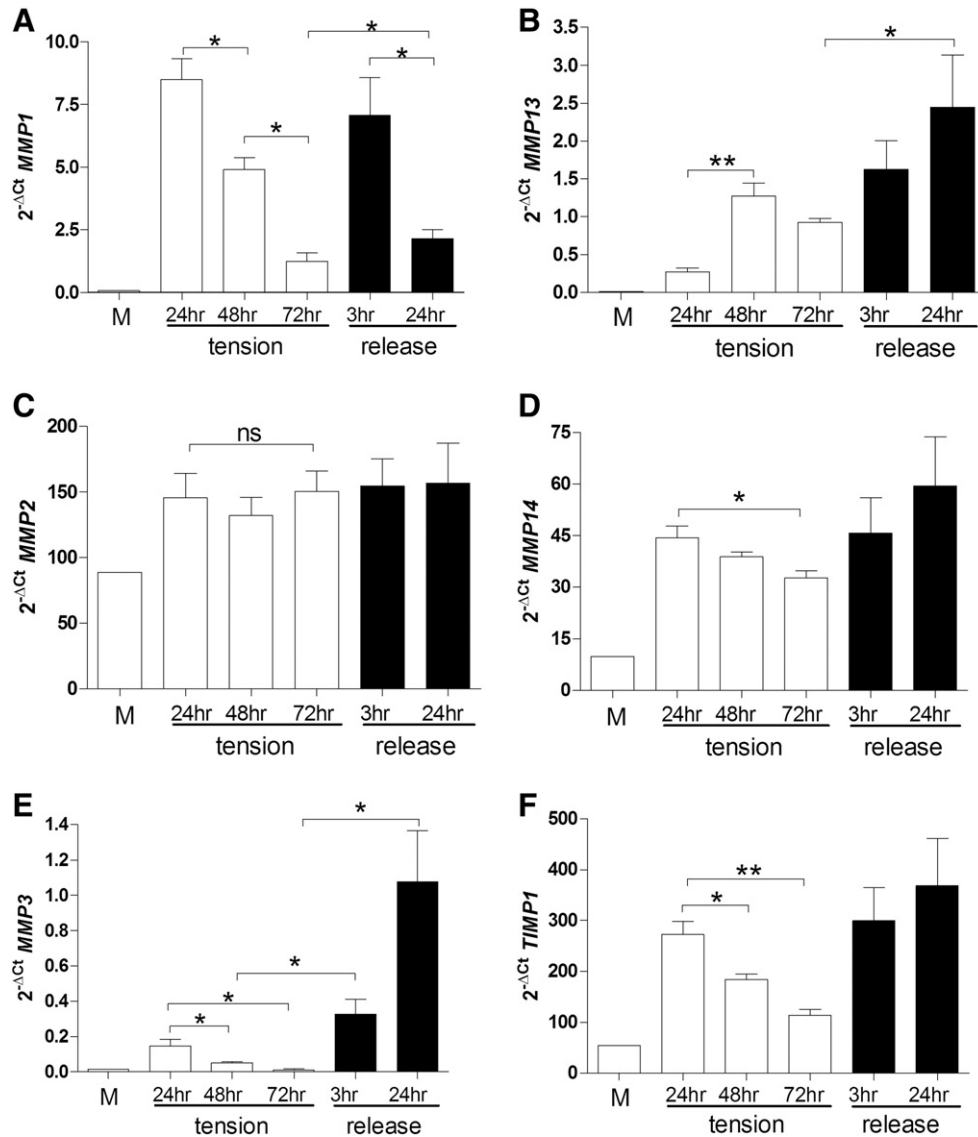 A
2^-ΔCt MMP1
10.0
7.5
5.0
2.5
0.0
* * * *
M 24hr 48hr 72hr 3hr 24hr
tension release
B
2^-ΔCt MMP13
3.5
3.0
2.5
2.0
1.5
1.0
0.5
0.0
** *
M 24hr 48hr 72hr 3hr 24hr
tension release
C
2^-ΔCt MMP2
200
150
100
50
0
ns
M 24hr 48hr 72hr 3hr 24hr
tension release
D
2^-ΔCt MMP14
75
60
45
30
15
0
*
M 24hr 48hr 72hr 3hr 24hr
tension release
E
2^-ΔCt MMP3
1.4
1.2
1.0
0.8
0.6
0.4
0.2
0.0
* * * *
M 24hr 48hr 72hr 3hr 24hr
tension release
F
2^-ΔCt TIMP1
500
400
300
200
100
0
* **
M 24hr 48hr 72hr 3hr 24hr
tension release